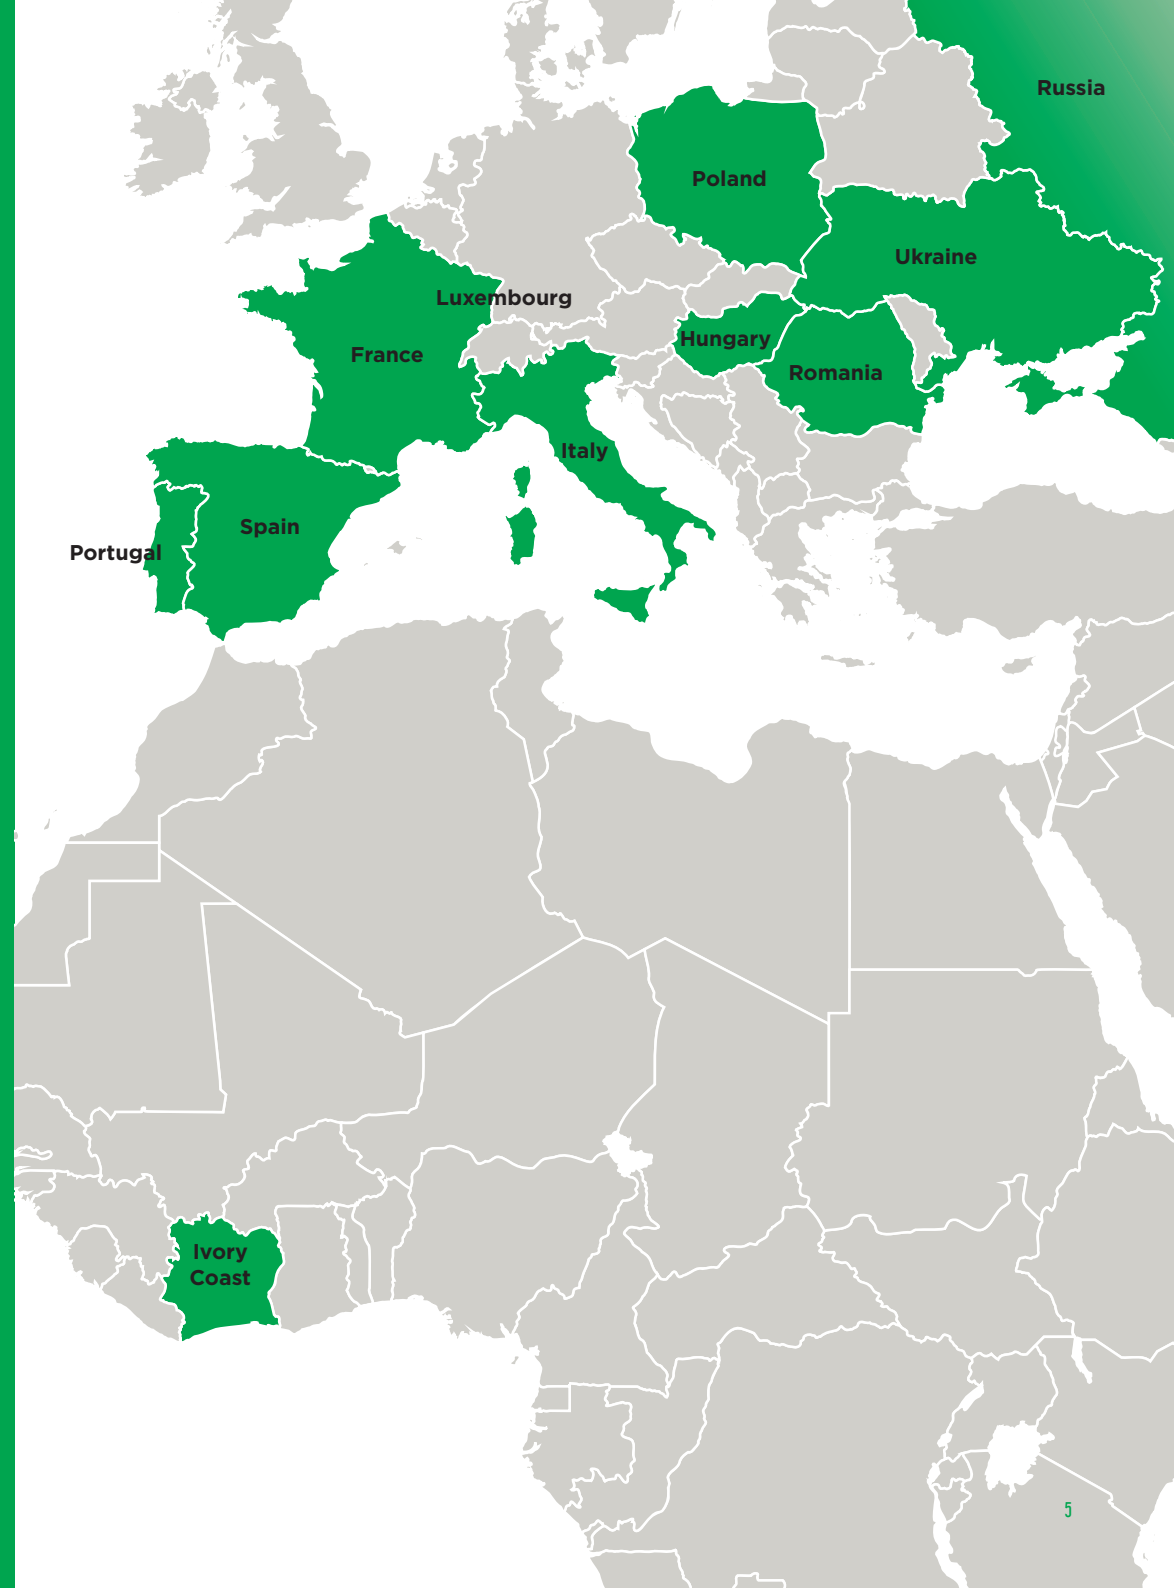 Russia
Poland
Ukraine
Luxembourg
Hungary
France
Romania
Italy
Spain
Portugal
Ivory
Coast
5